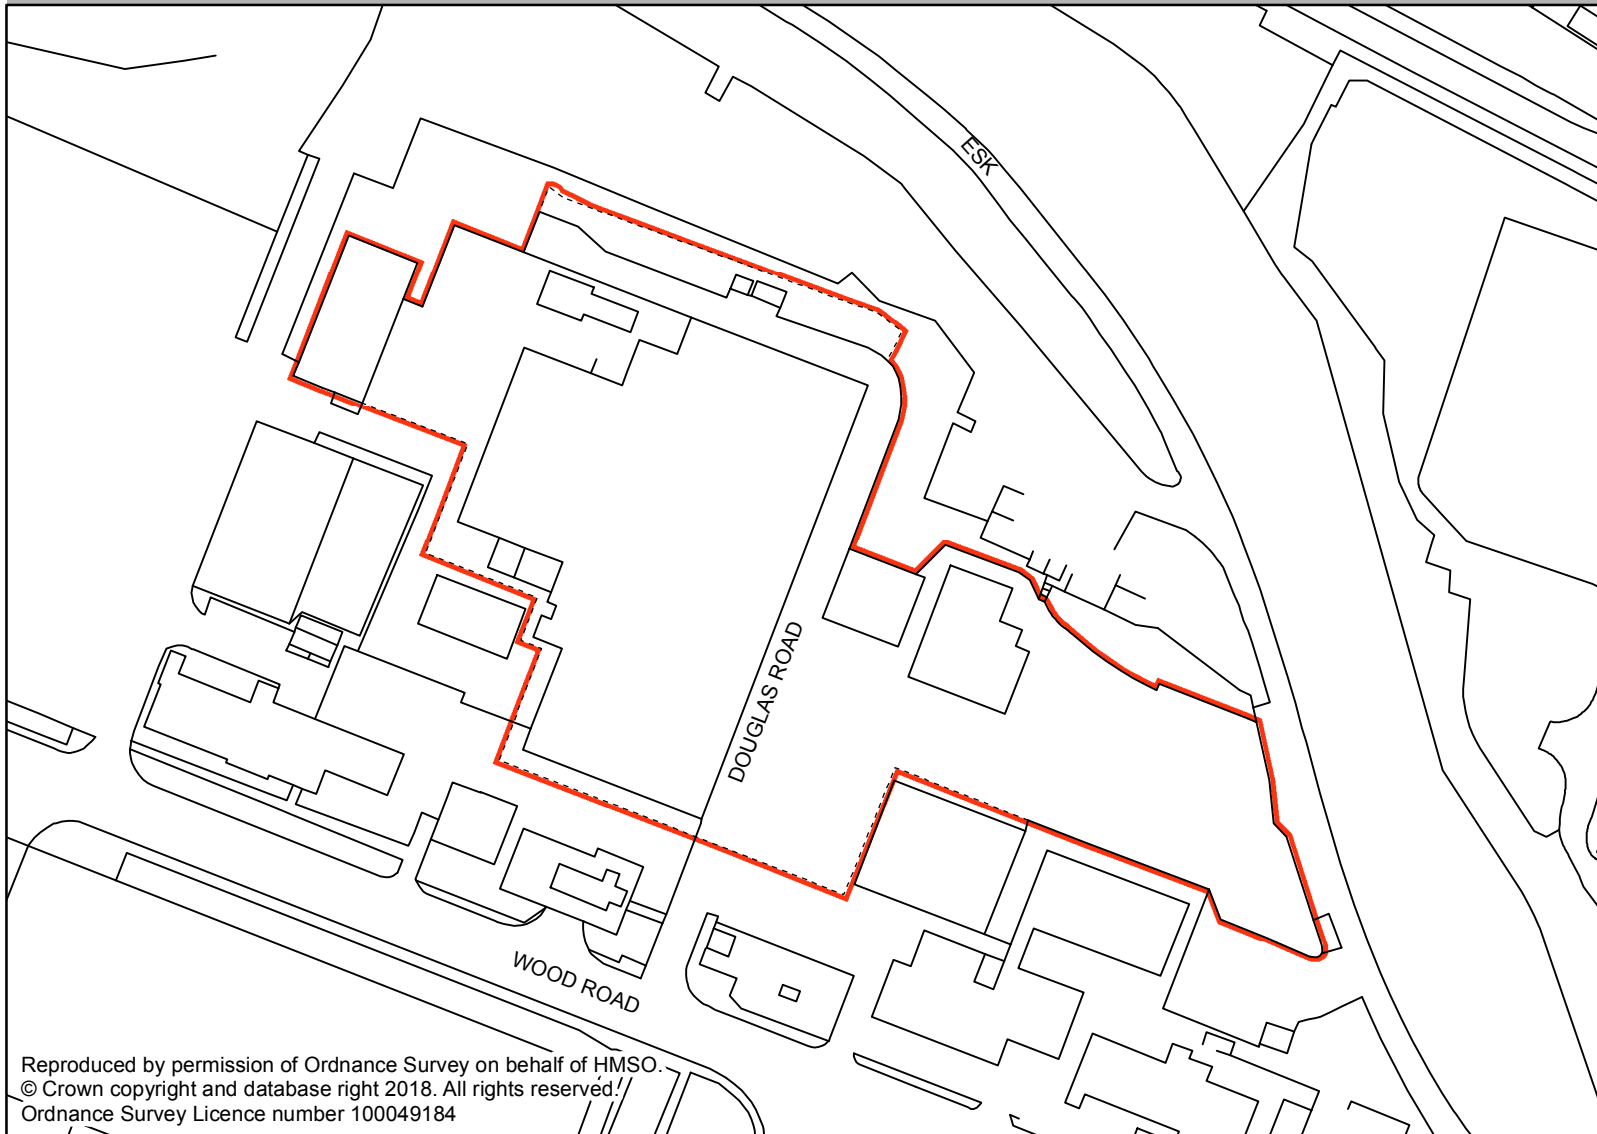 ESK
DOUGLAS ROAD
WOOD ROAD
Reproduced by permission of Ordnance Survey on behalf of HMSO.
© Crown copyright and database right 2018. All rights reserved.
Ordnance Survey Licence number 100049184